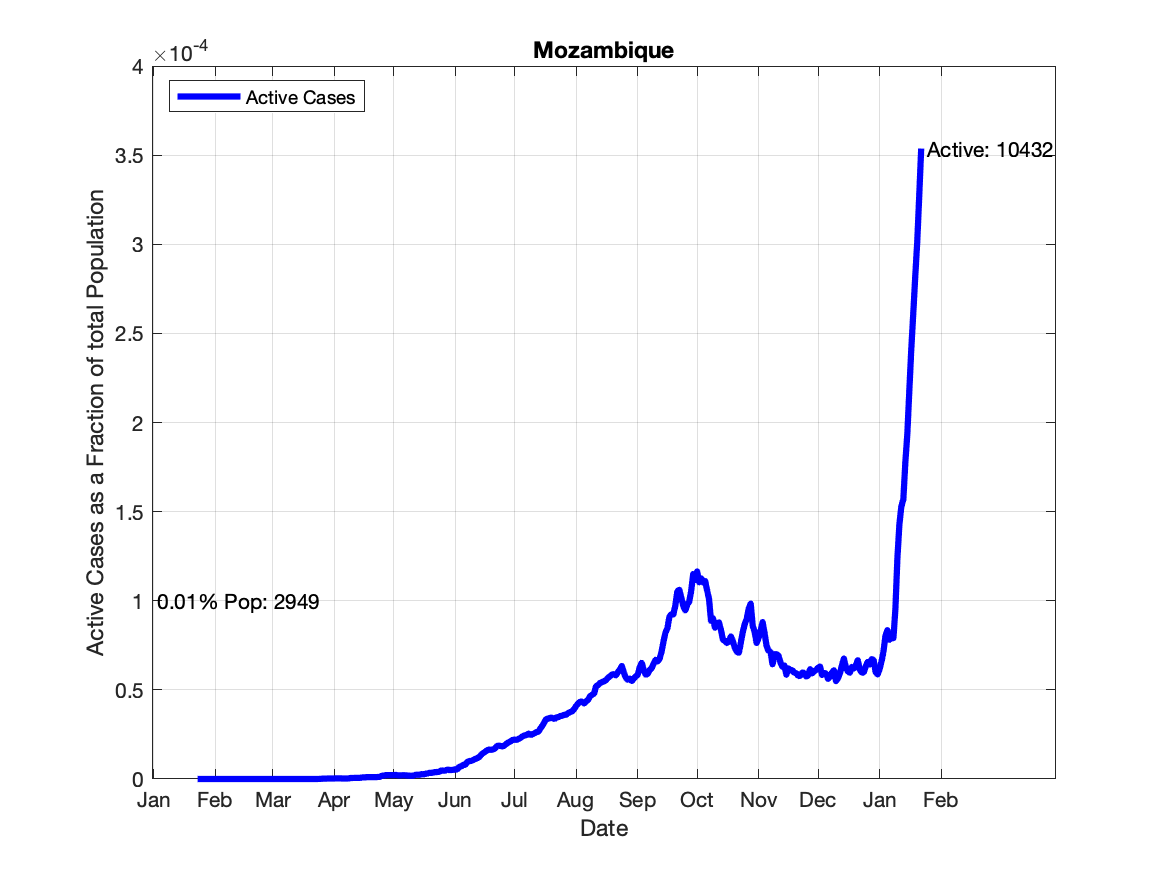 Mozambique
×10-4
Active Cases
4
3.5
3
2.5
2
1.5
1
0.5
0
Active Cases as a Fraction of total Population
Active: 10432
0.01% Pop: 2949
Jan Feb Mar Apr May Jun Jul Aug Sep Oct Nov Dec Jan Feb
Date